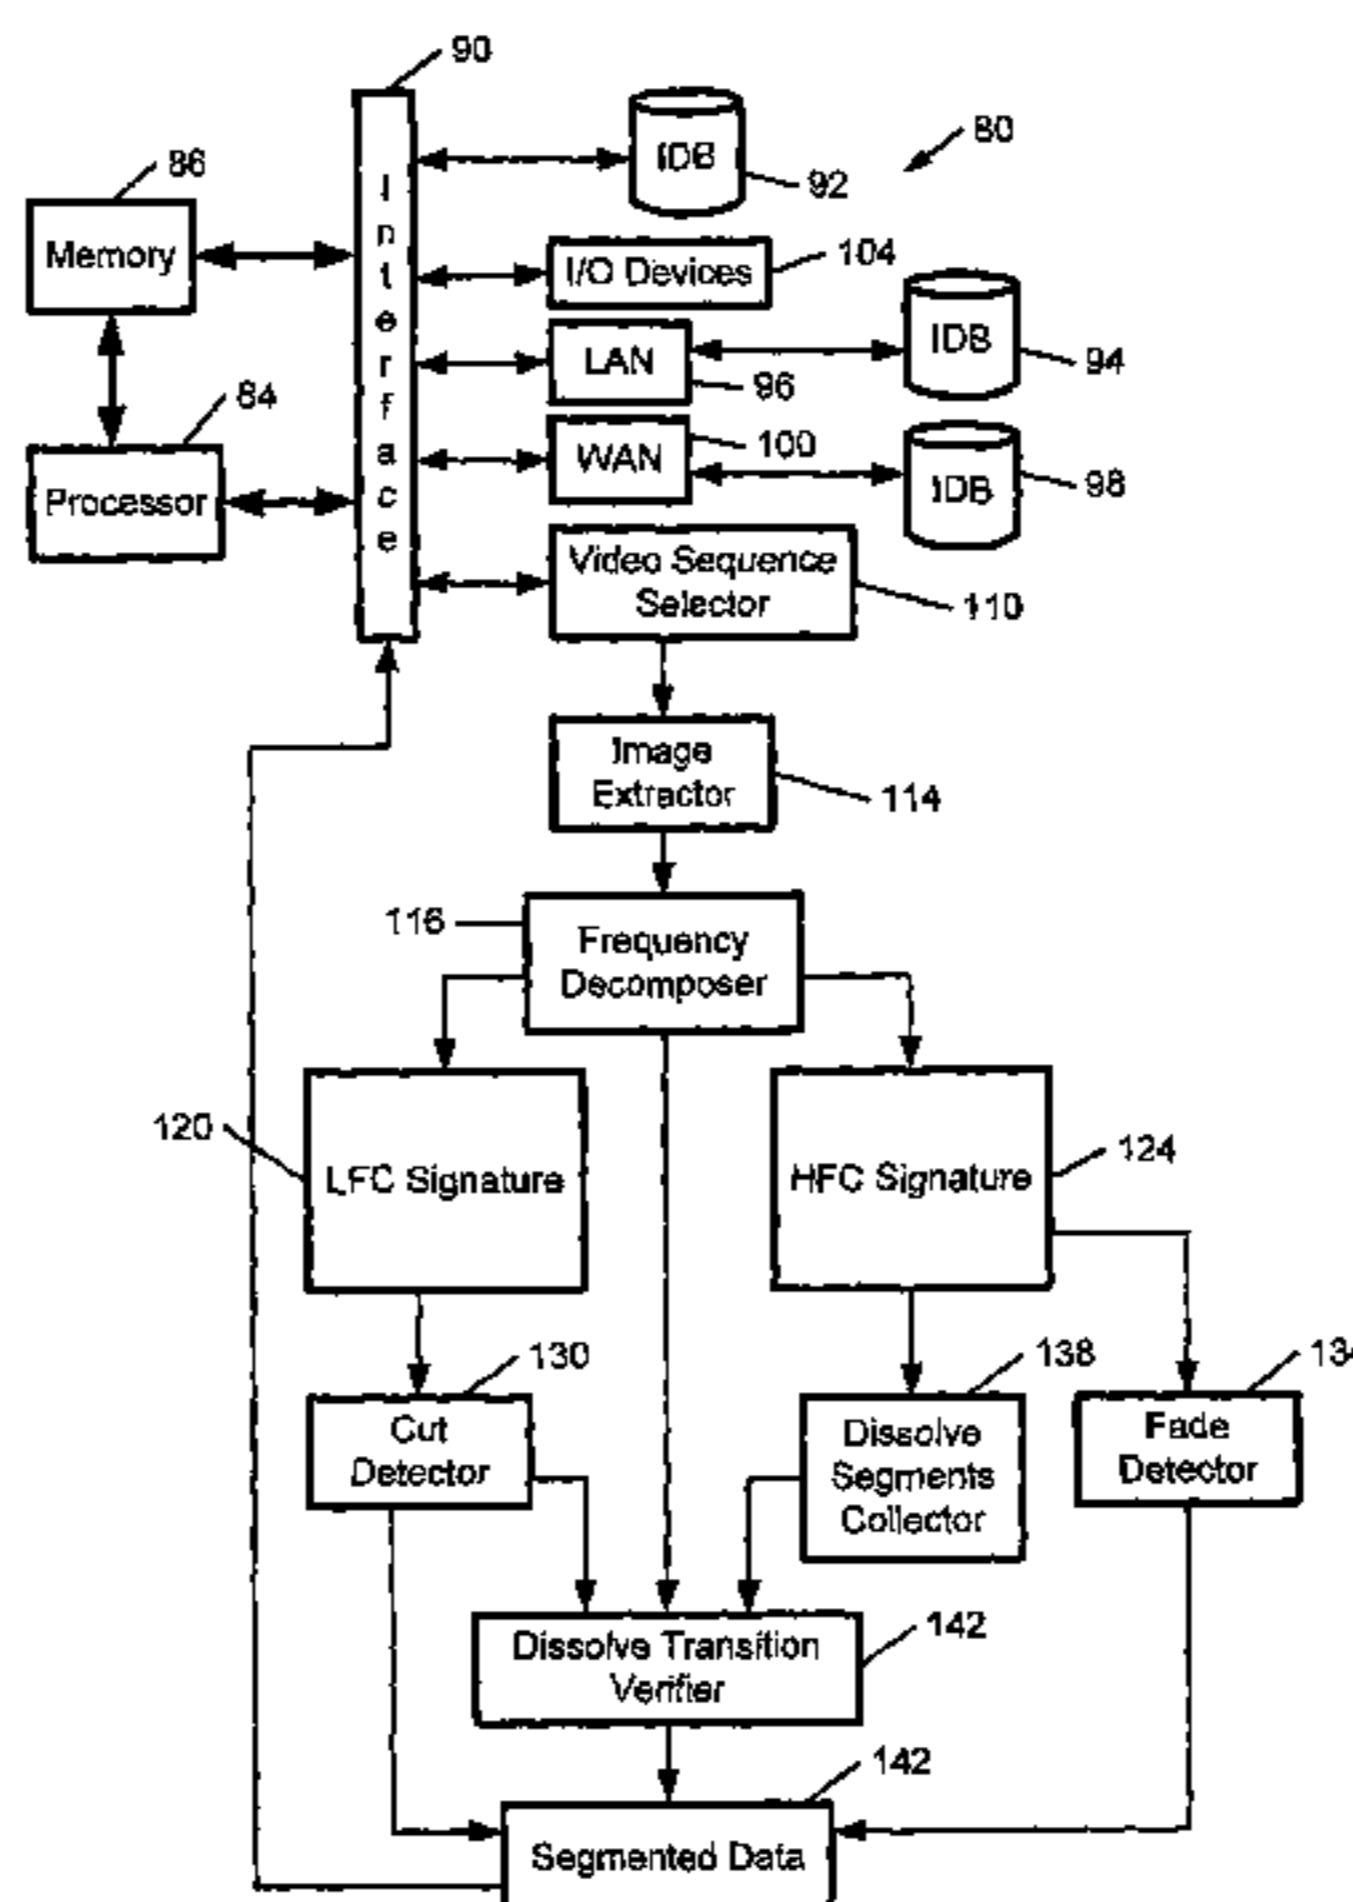 90
IDB
80
92
86
Memory
Interface
I/O Devices
104
IDB
94
LAN
96
84
Processor
100
WAN
IDB
98
Video Sequence
Selector
110
Image
Extractor
114
116
Frequency
Decomposer
120
LFC Signature
HFC Signature
124
130
138
Cut
Detector
Dissolve
Segments
Collector
Fade
Detector
142
Dissolve Transition
Verifier
142
Segmented Data